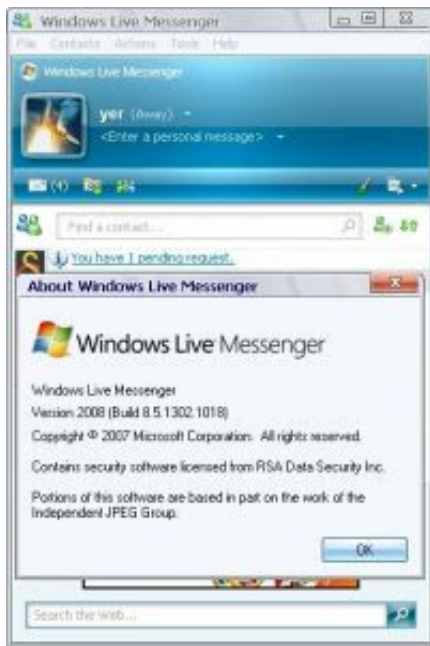 Windows Live Messenger
File Contacts Actions Tools Help
Windows Live Messenger
yer (Away)
<Enter a personal message>
(4)
Find a contact...
You have 1 pending request.
About Windows Live Messenger
Windows Live Messenger
Windows Live Messenger
Version 2008 (Build 8.5.1302.1018)
Copyright © 2007 Microsoft Corporation. All rights reserved.
Contains security software licensed from RSA Data Security Inc.
Portions of this software are based in part on the work of the
Independent JPEG Group.
OK
Search the Web...